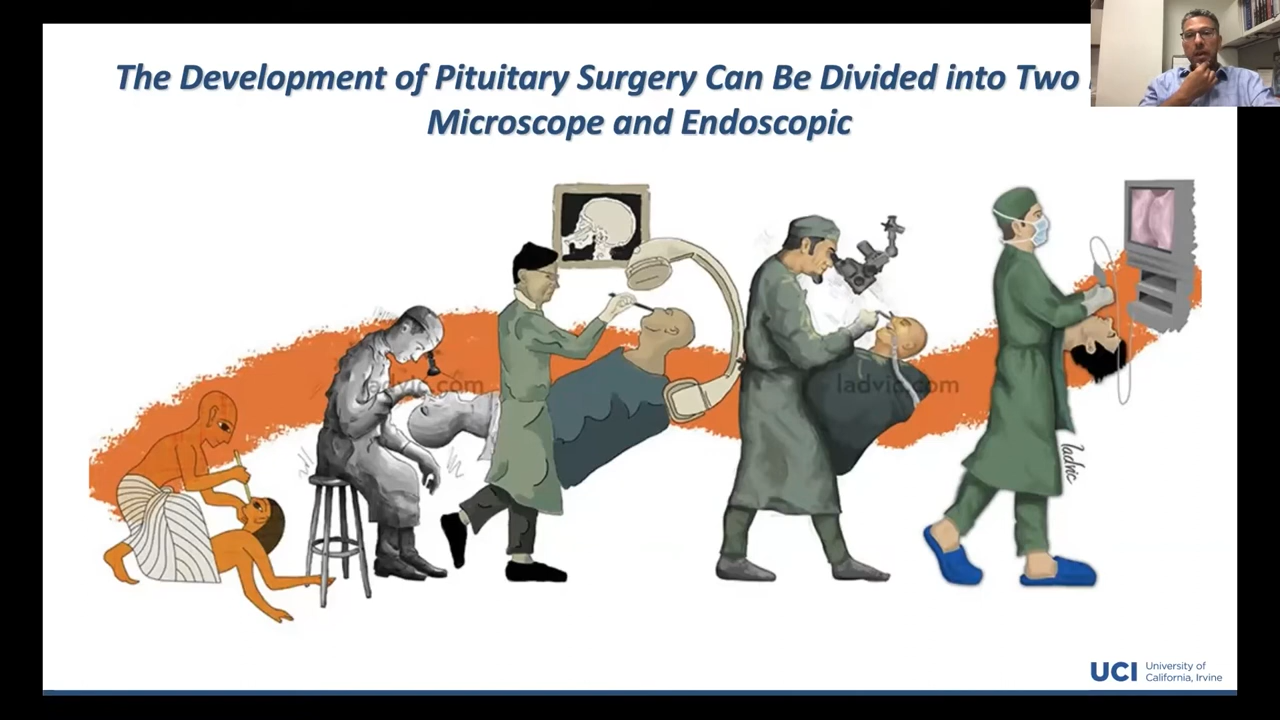 The Development of Pituitary Surgery Can Be Divided into Two
Microscope and Endoscopic
ladvic.com
ladvic.com
ladvic
UCI University of
California, Irvine